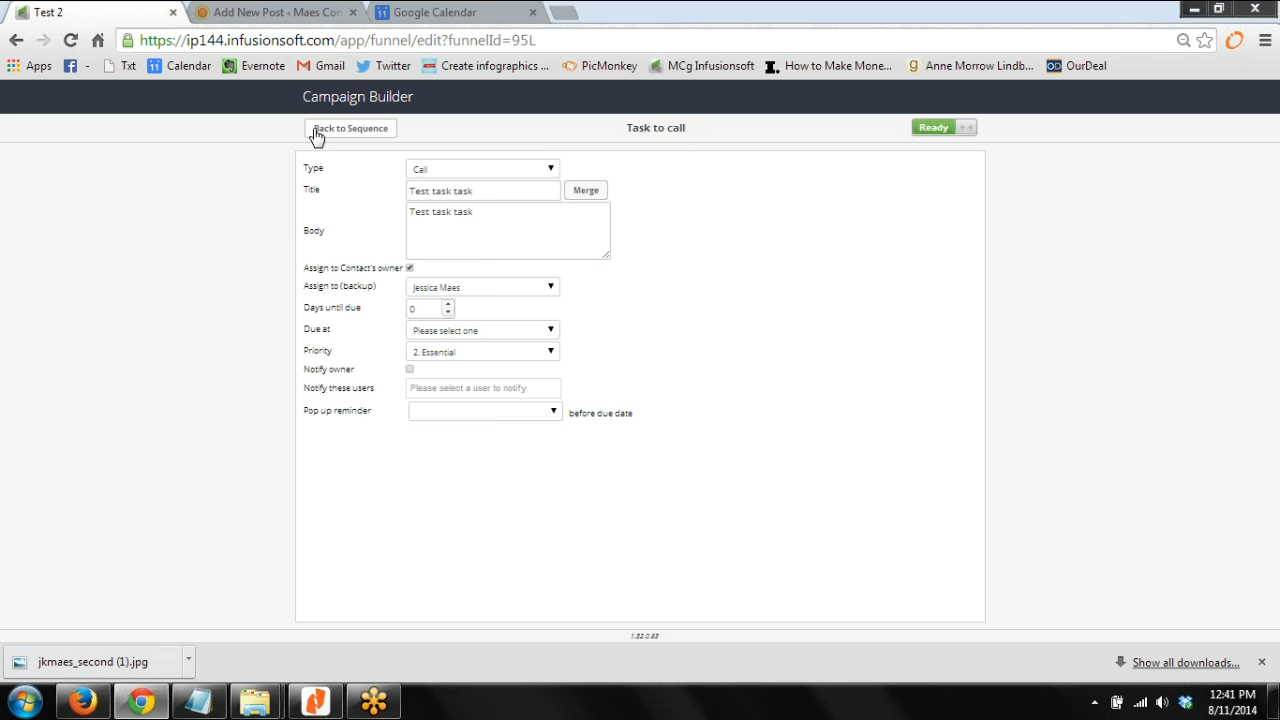 Test 2
Add New Post ‹ Maes Con
Google Calendar
https://ip144.infusionsoft.com/app/funnel/edit?funnelId=95L
Apps
-
Txt
Calendar
Evernote
Gmail
Twitter
Create infographics ...
PicMonkey
MCg Infusionsoft
How to Make Mone...
Anne Morrow Lindb...
OurDeal
Campaign Builder
Back to Sequence
Task to call
Ready
Type
Call
Title
Test task task
Merge
Body
Test task task
Assign to Contact's owner
Assign to (backup)
Jessica Maes
Days until due
0
Due at
Please select one
Priority
2. Essential
Notify owner
Notify these users
Please select a user to notify
Pop up reminder
before due date
1.32.0.63
jkmaes_second (1).jpg
Show all downloads...
12:41 PM
8/11/2014